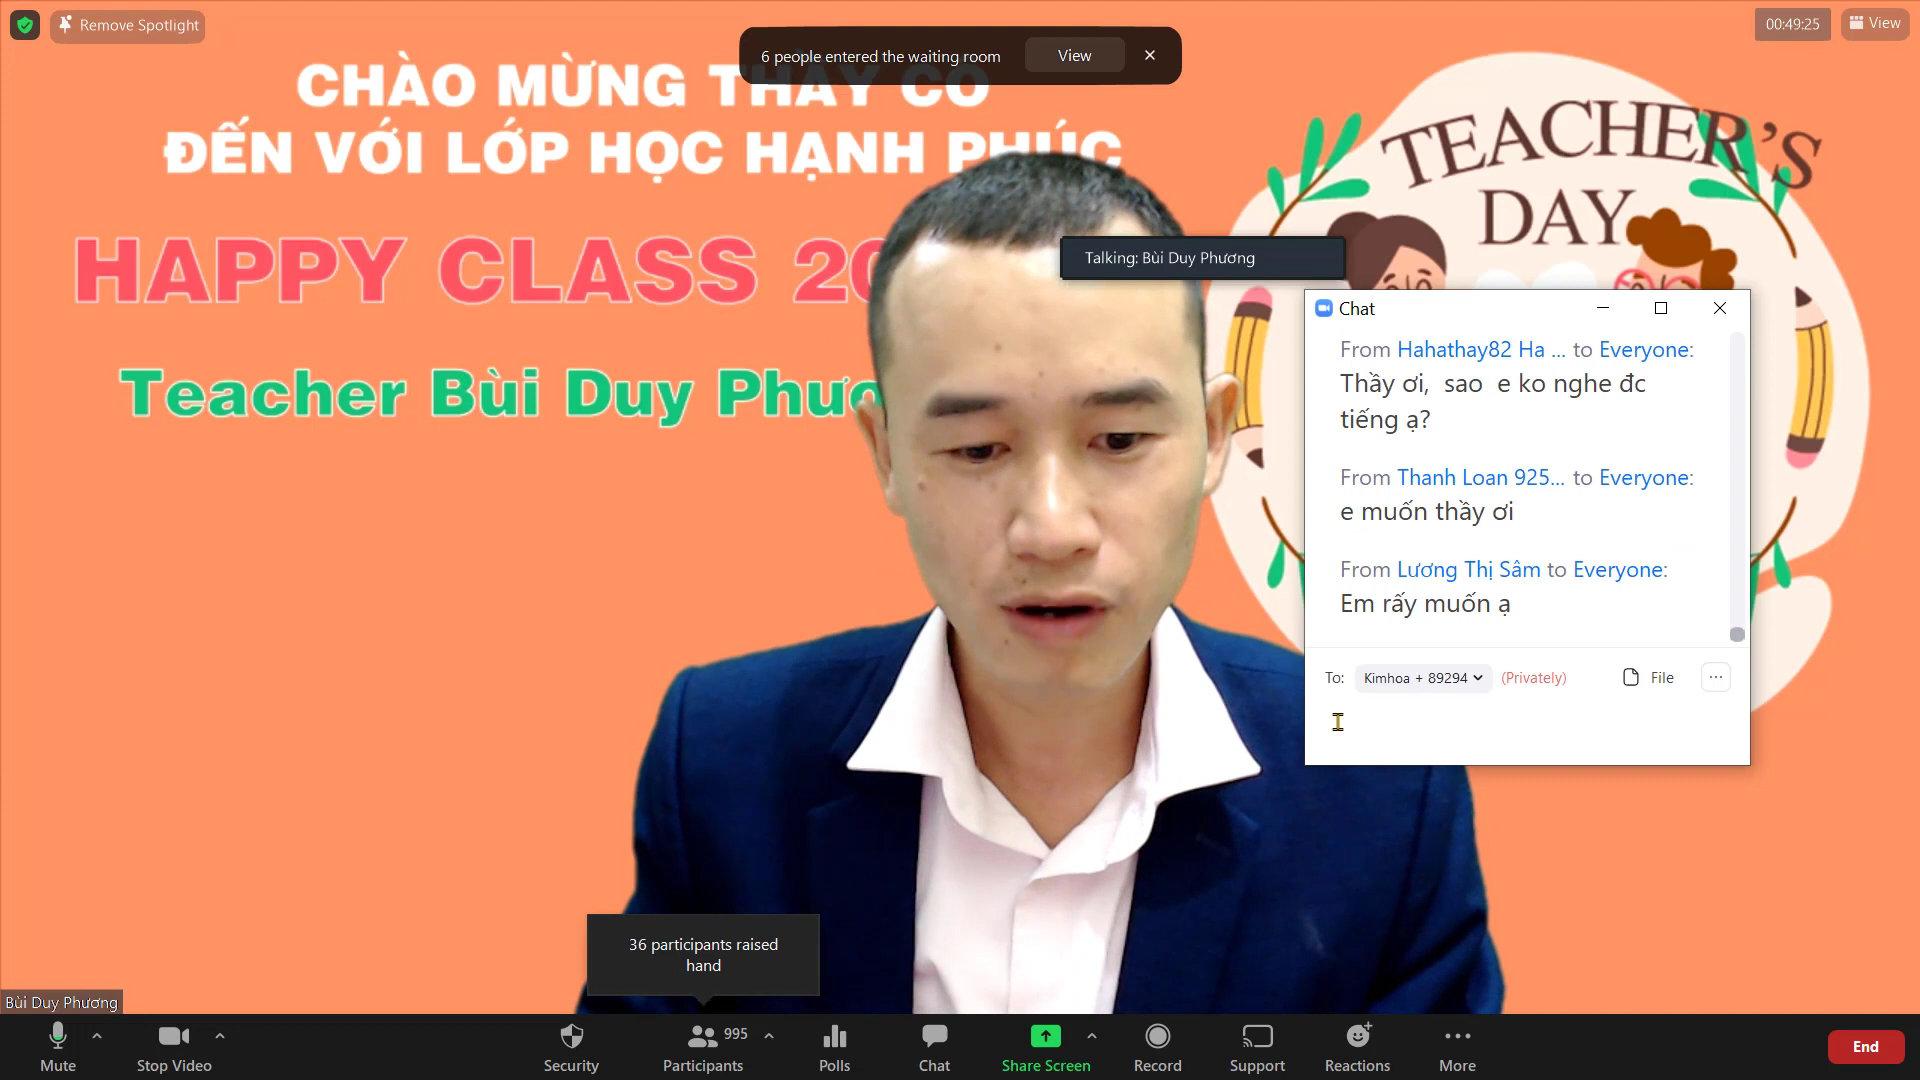 Remove Spotlight
6 people entered the waiting room
View
00:49:25
View
CHÀO MỪNG THẦY CÔ
ĐẾN VỚI LỚP HỌC HẠNH PHÚC
HAPPY CLASS
Teacher Bùi Duy
TEACHER'S
DAY
Talking: Bùi Duy Phương
Chat
From Hahathay82 Ha ... to Everyone:
Thầy ơi, sao e ko nghe đc
tiếng ạ?
From Thanh Loan 925... to Everyone:
e muốn thầy ơi
From Lương Thị Sâm to Everyone:
Em rấy muốn ạ
To: Kimhoa + 89294 (Privately) File
36 participants raised
hand
Bùi Duy Phương
995
Mute
Stop Video
Security
Participants
Polls
Chat
Share Screen
Record
Support
Reactions
More
End